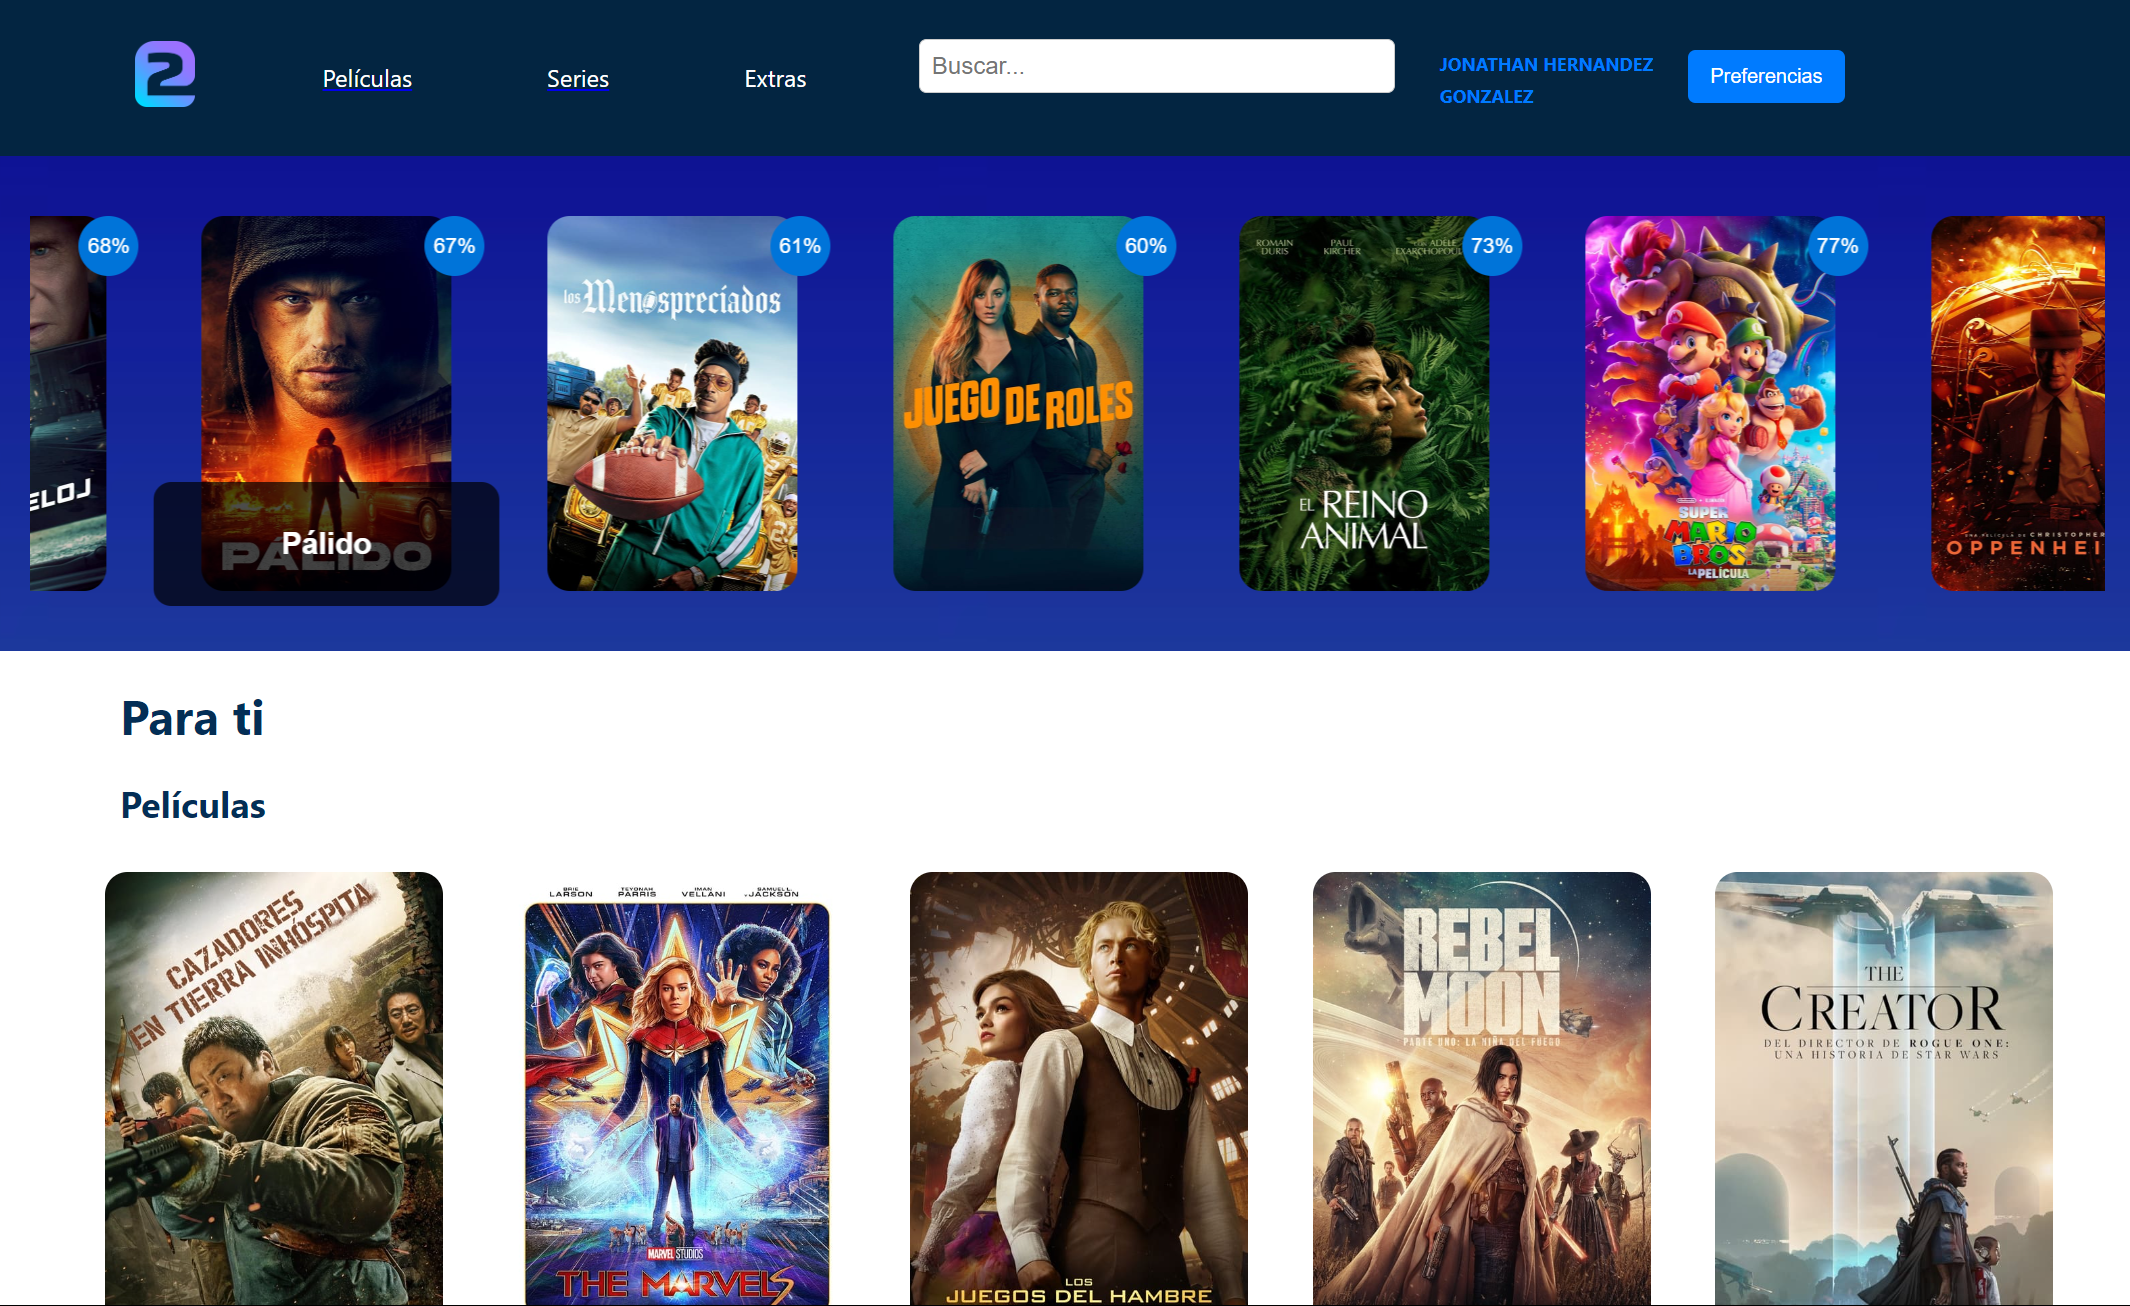 2
Películas
Series
Extras
Buscar...
JONATHAN HERNANDEZ
GONZALEZ
Preferencias
68%
67%
61%
60%
73%
77%
ELOJ
PÁLIDO
Pálido
los Menospreciados
JUEGO DE ROLES
ROMAIN DURIS
PAUL KIRCHER
ADÈLE
EL REINO
ANIMAL
SUPER
MARIO
BROS.
LA PELÍCULA
UNA PELÍCULA DE CHRISTOPHER
OPPENHEI
Para ti
Películas
CAZADORES
EN TIERRA INHÓSPITA
BRIE LARSON
TEYONAH PARRIS
IMAN VELLANI
SAMUEL L. JACKSON
MARVEL STUDIOS
THE MARVELS
LOS
JUEGOS DEL HAMBRE
REBEL
MOON
PARTE UNO: LA NIÑA DEL FUEGO
THE
CREATOR
DEL DIRECTOR DE ROGUE ONE:
UNA HISTORIA DE STAR WARS